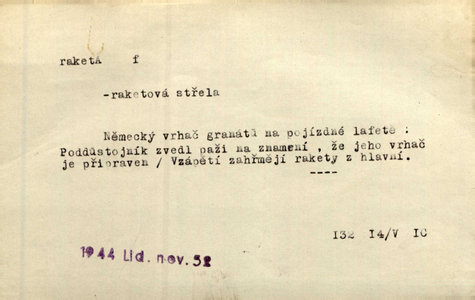 raketa f
-raketová střela
Německý vrhač granátů na pojízdné lafetě :
Poddůstojník zvedl paži na znamení , že jeho vrhač
je připraven / Vzápětí zahřmějí rakety z hlavní.
----
I32 I4/V IC
1944 Lid. nov. 52